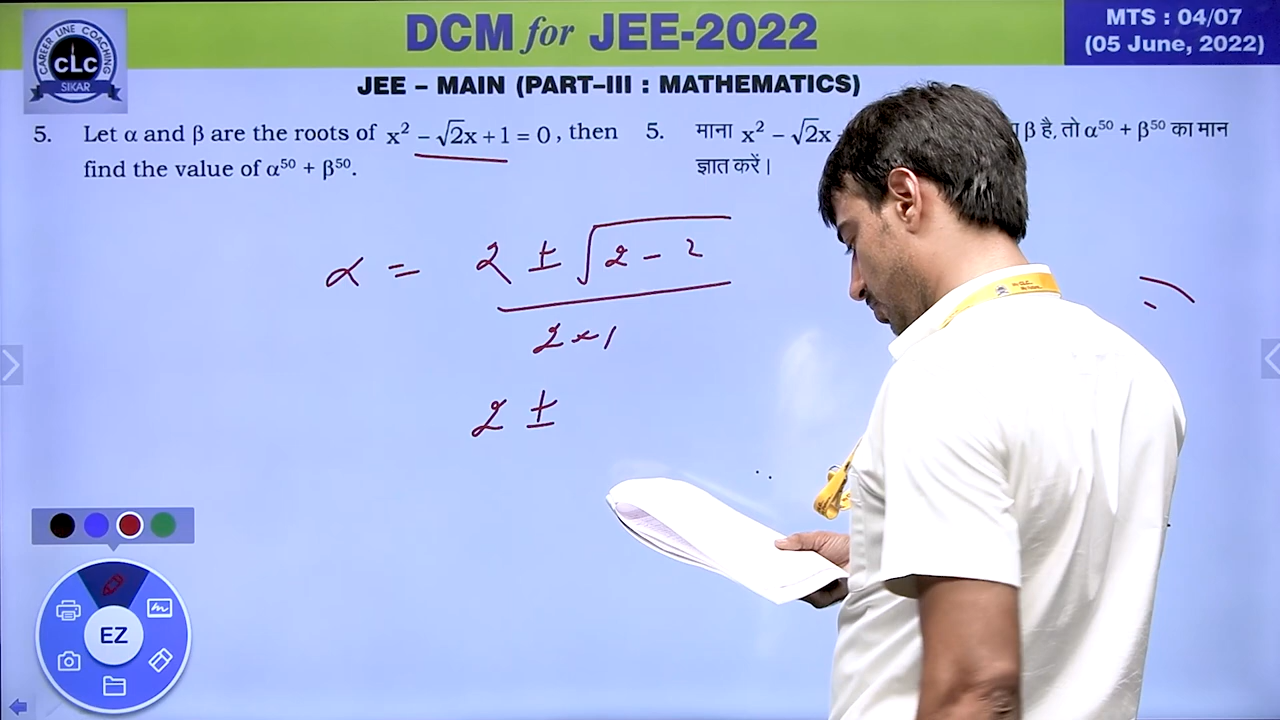 CAREER LINE COACHING
CLC
SIKAR
DCM for JEE-2022
MTS : 04/07
(05 June, 2022)
JEE – MAIN (PART–III : MATHEMATICS)
5. Let α and β are the roots of x² – √2x + 1 = 0, then
find the value of α⁵⁰ + β⁵⁰.
5. माना x² – √2x
β है, तो α⁵⁰ + β⁵⁰ का मान
ज्ञात करें।
α = 2 ± √2 – 2
2 × 1
2 ±
EZ